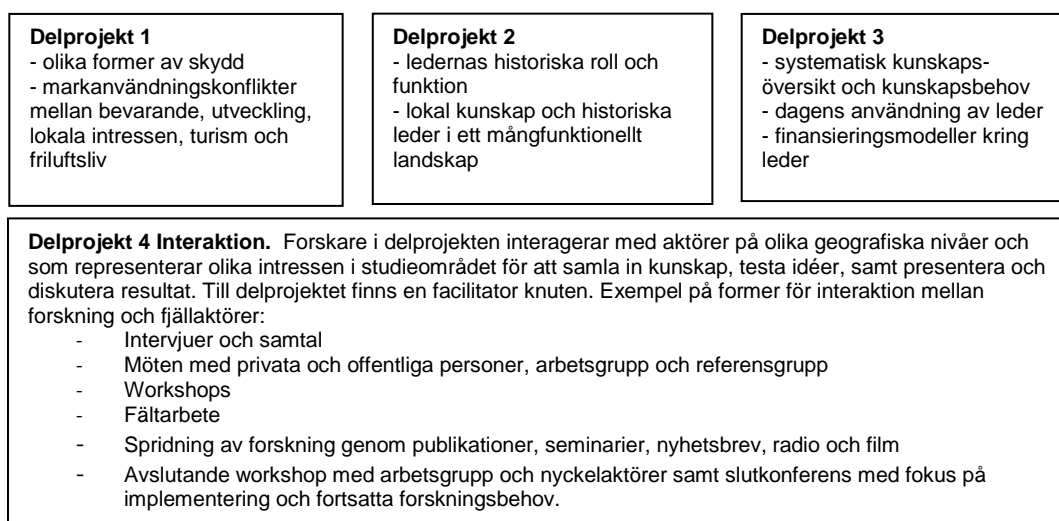 Delprojekt 1
- olika former av skydd
- markanvändningskonflikter
mellan bevarande, utveckling,
lokala intressen, turism och
friluftsliv
Delprojekt 2
- ledernas historiska roll och
funktion
- lokal kunskap och historiska
leder i ett mångfunktionellt
landskap
Delprojekt 3
- systematisk kunskaps-
översikt och kunskapsbehov
- dagens användning av leder
- finansieringsmodeller kring
leder
Delprojekt 4 Interaktion.  Forskare i delprojekten interagerar med aktörer på olika geografiska nivåer och
som representerar olika intressen i studieområdet för att samla in kunskap, testa idéer, samt presentera och
diskutera resultat. Till delprojektet finns en facilitator knuten. Exempel på former för interaktion mellan
forskning och fjällaktörer:
- Intervjuer och samtal
- Möten med privata och offentliga personer, arbetsgrupp och referensgrupp
- Workshops
- Fältarbete
- Spridning av forskning genom publikationer, seminarier, nyhetsbrev, radio och film
- Avslutande workshop med arbetsgrupp och nyckelaktörer samt slutkonferens med fokus på
implementering och fortsatta forskningsbehov.